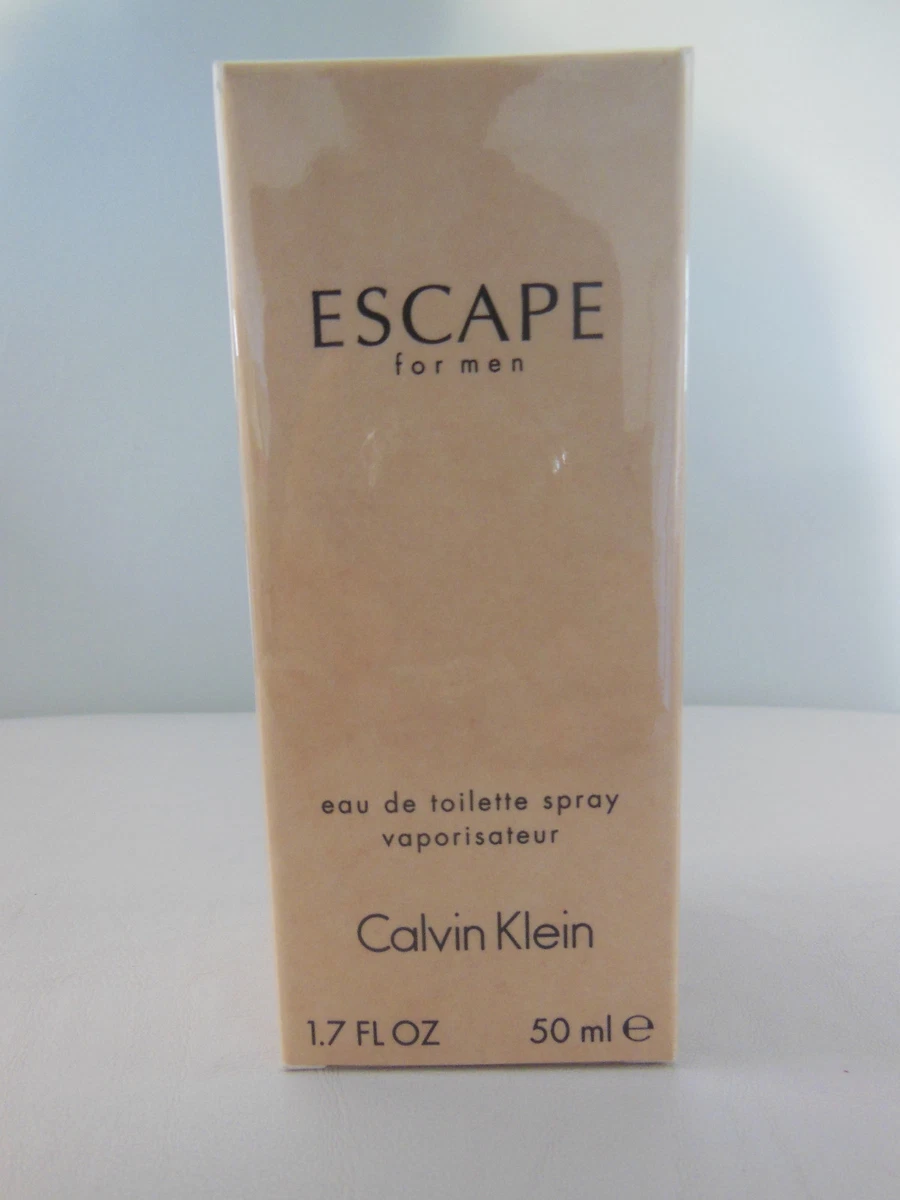 ESCAPE
for men
eau de toilette spray
vaporisateur
Calvin Klein
1.7 FL OZ 50 ml ℮